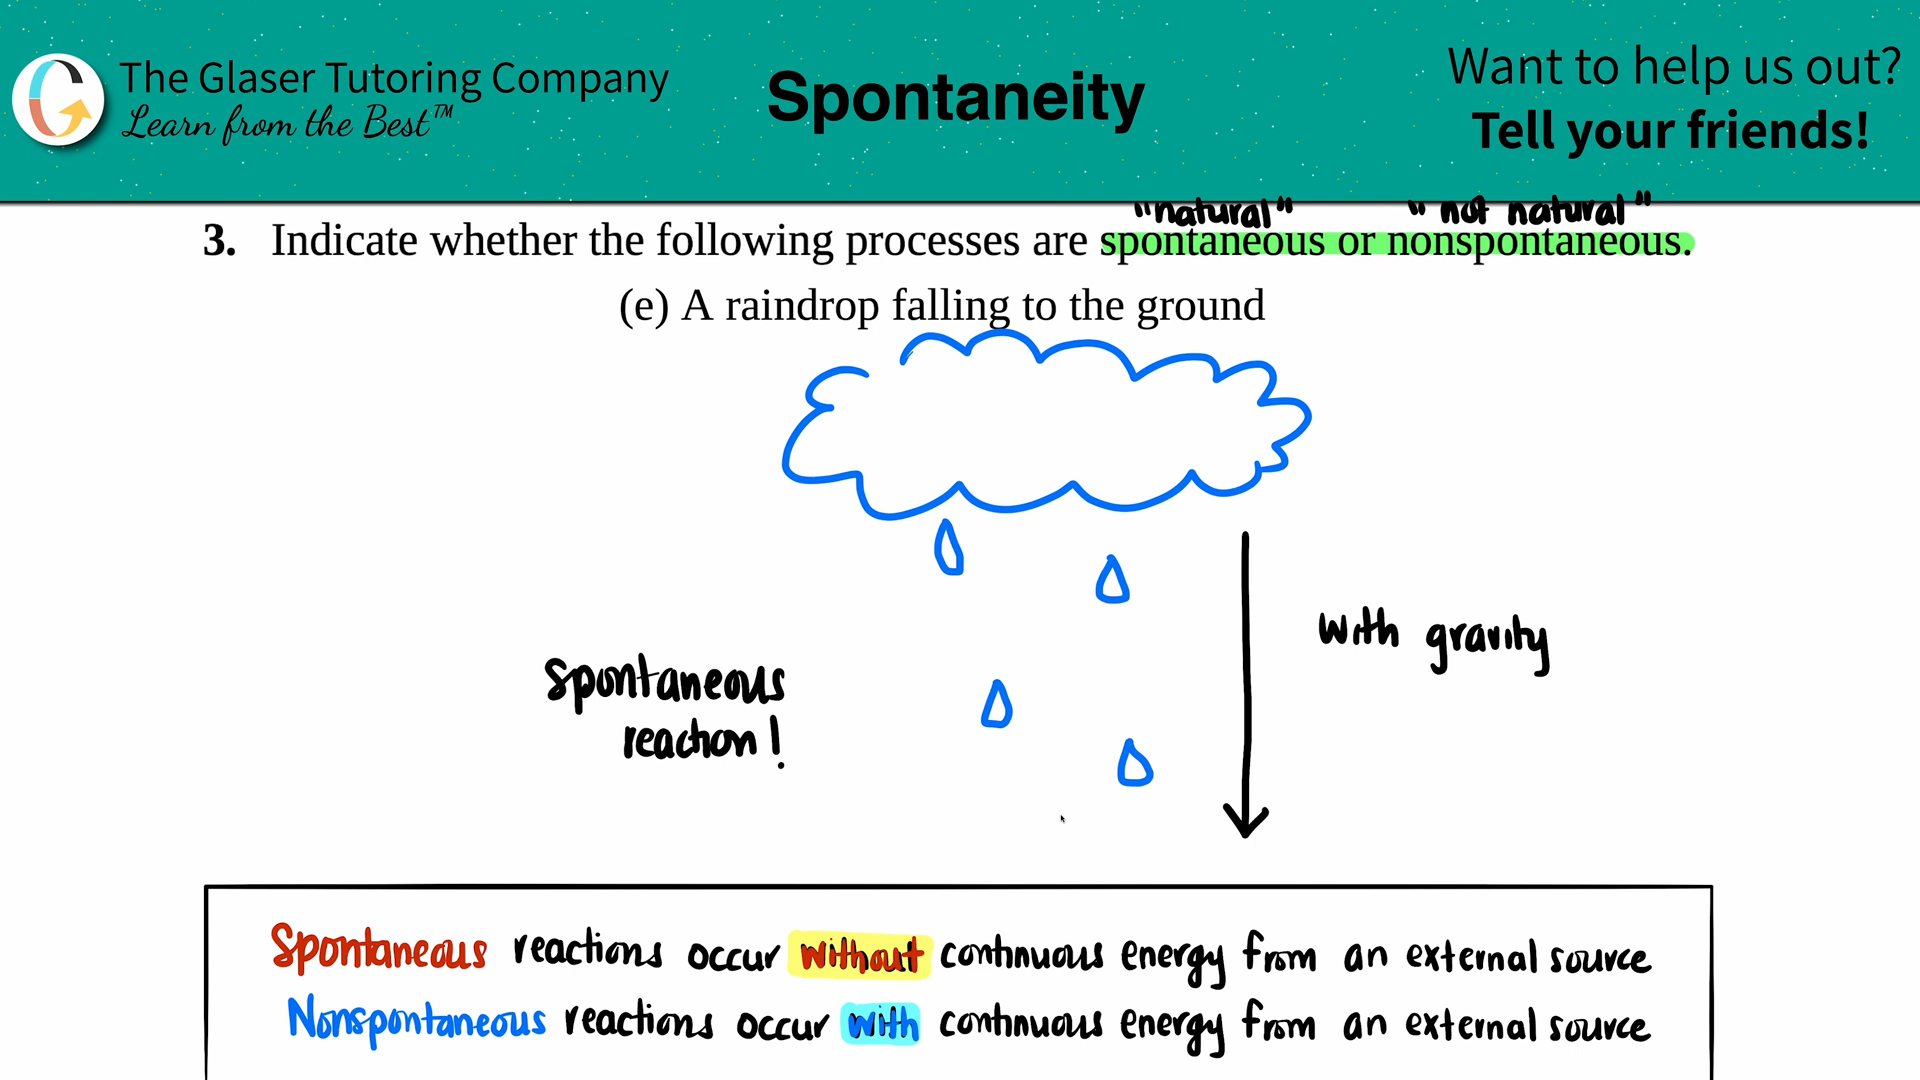 The Glaser Tutoring Company
Learn from the Best™
Spontaneity
Want to help us out?
Tell your friends!
"natural" "not natural"
3. Indicate whether the following processes are spontaneous or nonspontaneous.
(e) A raindrop falling to the ground
with gravity
spontaneous
reaction!
Spontaneous reactions occur without continuous energy from an external source
Nonspontaneous reactions occur with continuous energy from an external source